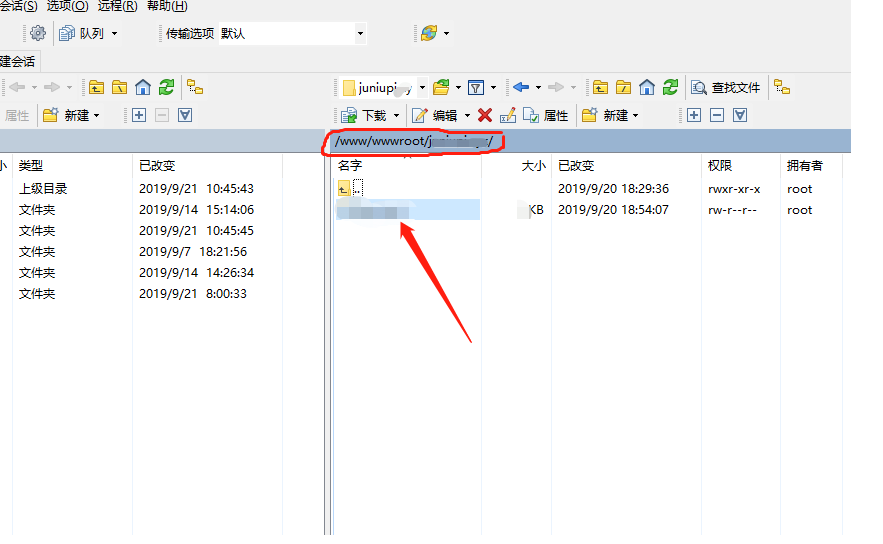 会话(S) 选项(O) 远程(R) 帮助(H)
队列 传输选项 默认
建会话
juniupi 查找文件
属性 新建 下载 编辑 属性 新建
/www/wwwroot/
小 类型 已改变 名字 大小 已改变 权限 拥有者
上级目录 2019/9/21 10:45:43 .. 2019/9/20 18:29:36 rwxr-xr-x root
文件夹 2019/9/14 15:14:06 KB 2019/9/20 18:54:07 rw-r--r-- root
文件夹 2019/9/21 10:45:45
文件夹 2019/9/7 18:21:56
文件夹 2019/9/14 14:26:34
文件夹 2019/9/21 8:00:33